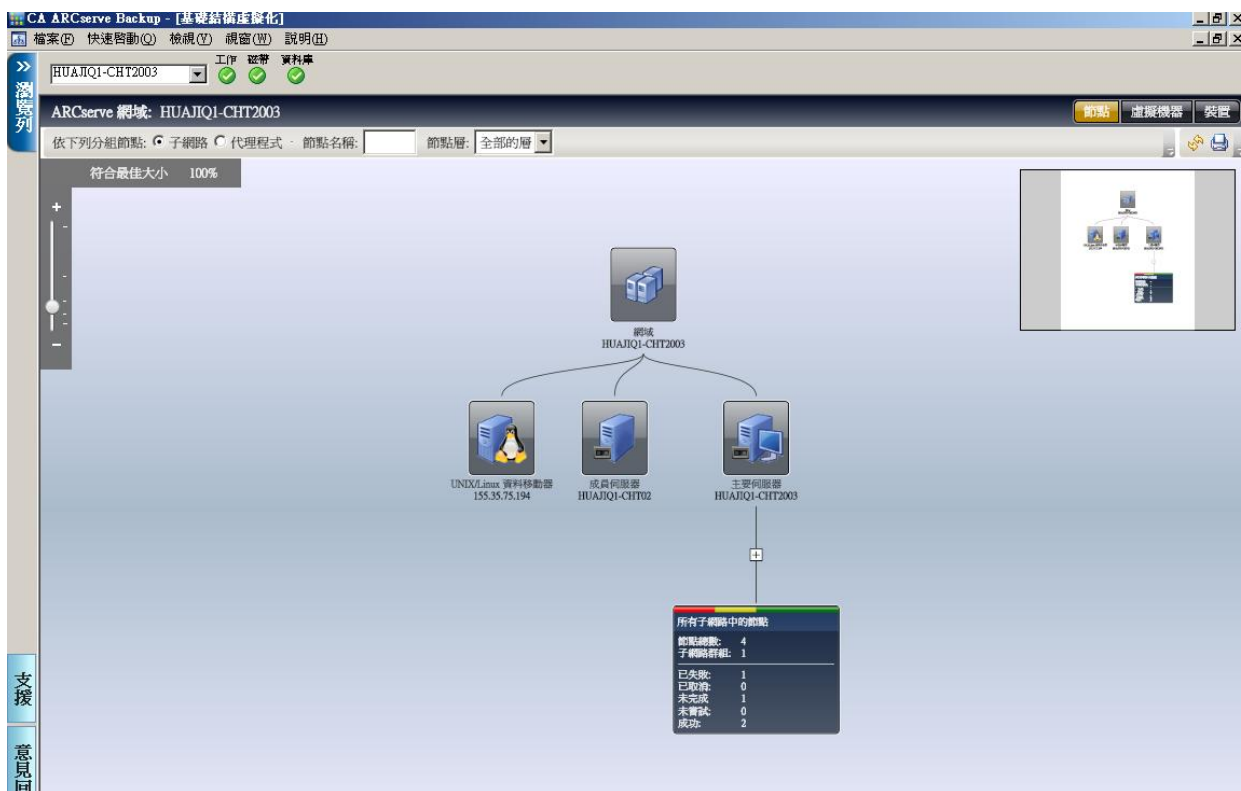 CA ARCserve Backup - [基礎結構虛擬化]
檔案(F) 快速啓動(Q) 檢視(Y) 視窗(W) 說明(H)
»
瀏覽列
HUAJIQ1-CHT2003
工作 磁帶 資料庫
ARCserve 網域: HUAJIQ1-CHT2003
節點 虛擬機器 裝置
依下列分組節點: 子網路 代理程式 節點名稱: 節點層: 全部的層
符合最佳大小 100%
+
−
網域
HUAJIQ1-CHT2003
UNIX/Linux 資料移動器
155.35.75.194
成員伺服器
HUAJIQ1-CHT02
主要伺服器
HUAJIQ1-CHT2003
+
所有子網路中的節點
節點總數: 4
子網路群組: 1
已失敗: 1
已取消: 0
未完成 1
未嘗試: 0
成功: 2
支援
意見回